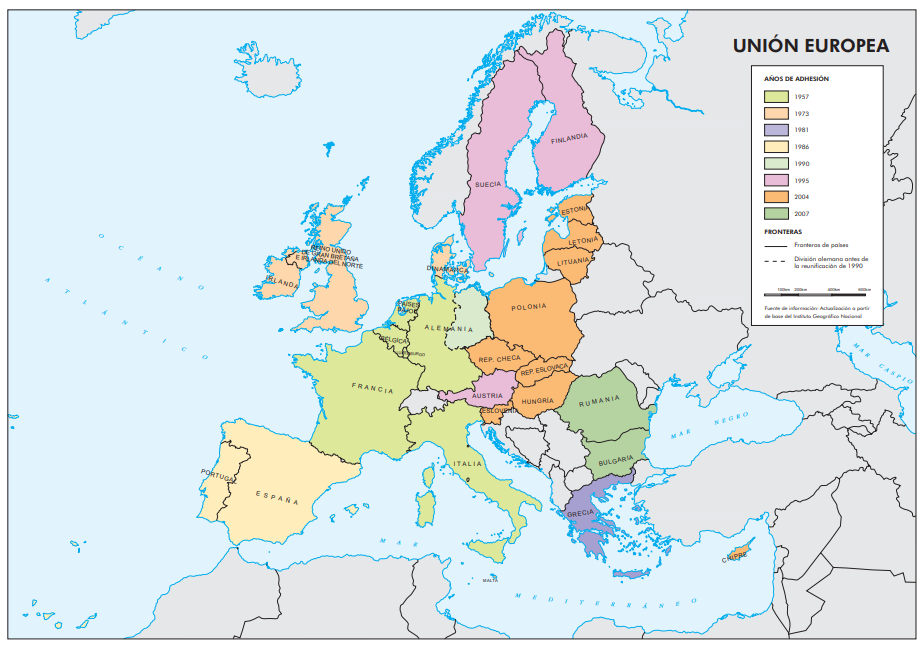 UNIÓN EUROPEA
AÑOS DE ADHESIÓN
1957
1973
1981
1986
1990
1995
2004
2007
FRONTERAS
Fronteras de países
División alemana antes de
la reunificación de 1990
100km 200km 400km 600km
Fuente de información: Actualización a partir
de base del Instituto Geográfico Nacional
FINLANDIA
SUECIA
ESTONIA
LETONIA
LITUANIA
REINO UNIDO
DE GRAN BRETAÑA
E IRLANDA DEL NORTE
IRLANDA
DINAMARCA
OCEANO
ATLÁNTICO
PAÍSES
BAJOS
ALEMANIA
POLONIA
BÉLGICA
LUXEMBURGO
REP. CHECA
REP. ESLOVACA
FRANCIA
AUSTRIA
HUNGRÍA
ESLOVENIA
RUMANIA
MAR NEGRO
MAR CASPIO
BULGARIA
ITALIA
PORTUGAL
ESPAÑA
GRECIA
CHIPRE
MALTA
MAR
MEDITERRÁNEO